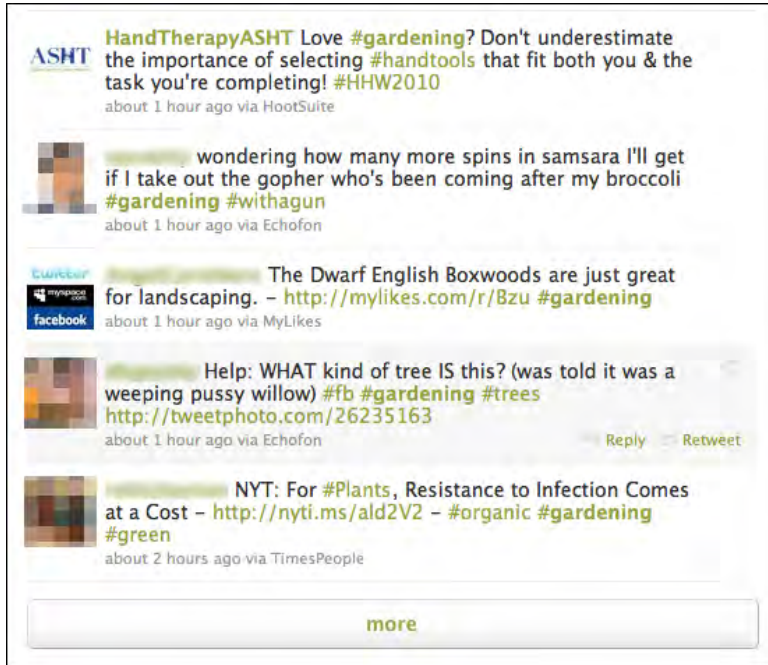 ASHT
HandTherapyASHT Love #gardening? Don't underestimate
the importance of selecting #handtools that fit both you & the
task you're completing! #HHW2010
about 1 hour ago via HootSuite
wondering how many more spins in samsara I'll get
if I take out the gopher who's been coming after my broccoli
#gardening #withagun
about 1 hour ago via Echofon
twitter
myspace.com
facebook
The Dwarf English Boxwoods are just great
for landscaping. – http://mylikes.com/r/Bzu #gardening
about 1 hour ago via MyLikes
Help: WHAT kind of tree IS this? (was told it was a
weeping pussy willow) #fb #gardening #trees
http://tweetphoto.com/26235163
about 1 hour ago via Echofon
Reply Retweet
NYT: For #Plants, Resistance to Infection Comes
at a Cost – http://nyti.ms/ald2V2 – #organic #gardening
#green
about 2 hours ago via TimesPeople
more